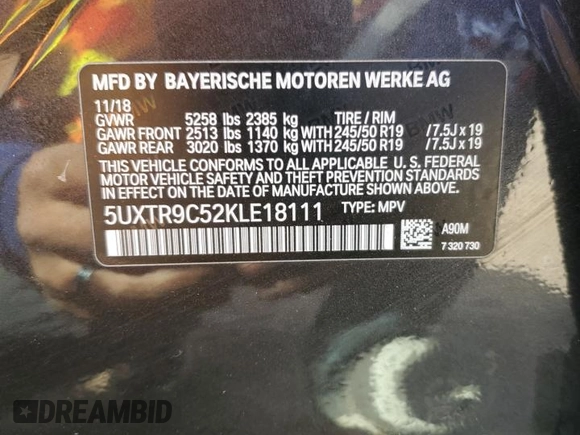 MFD BY BAYERISCHE MOTOREN WERKE AG
11/18
GVWR 5258 lbs 2385 kg TIRE / RIM
GAWR FRONT 2513 lbs 1140 kg WITH 245/50 R19 / 7.5J x 19
GAWR REAR 3020 lbs 1370 kg WITH 245/50 R19 / 7.5J x 19
THIS VEHICLE CONFORMS TO ALL APPLICABLE U. S. FEDERAL
MOTOR VEHICLE SAFETY AND THEFT PREVENTION STANDARDS
IN EFFECT ON THE DATE OF MANUFACTURE SHOWN ABOVE.
5UXTR9C52KLE18111 TYPE: MPV
A90M
7 320 730
DREAMBID